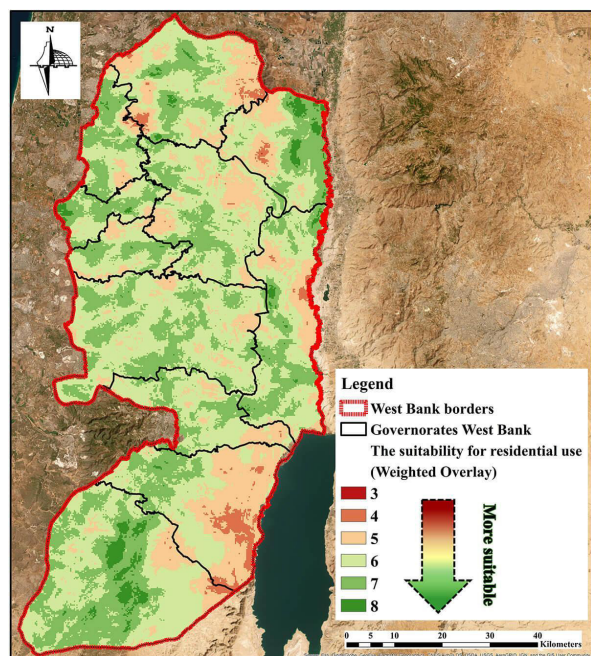 N
Legend
West Bank borders
Governorates West Bank
The suitability for residential use
(Weighted Overlay)
3
4
5
6
7
8
More suitable
0 5 10 20 30 40
Kilometers